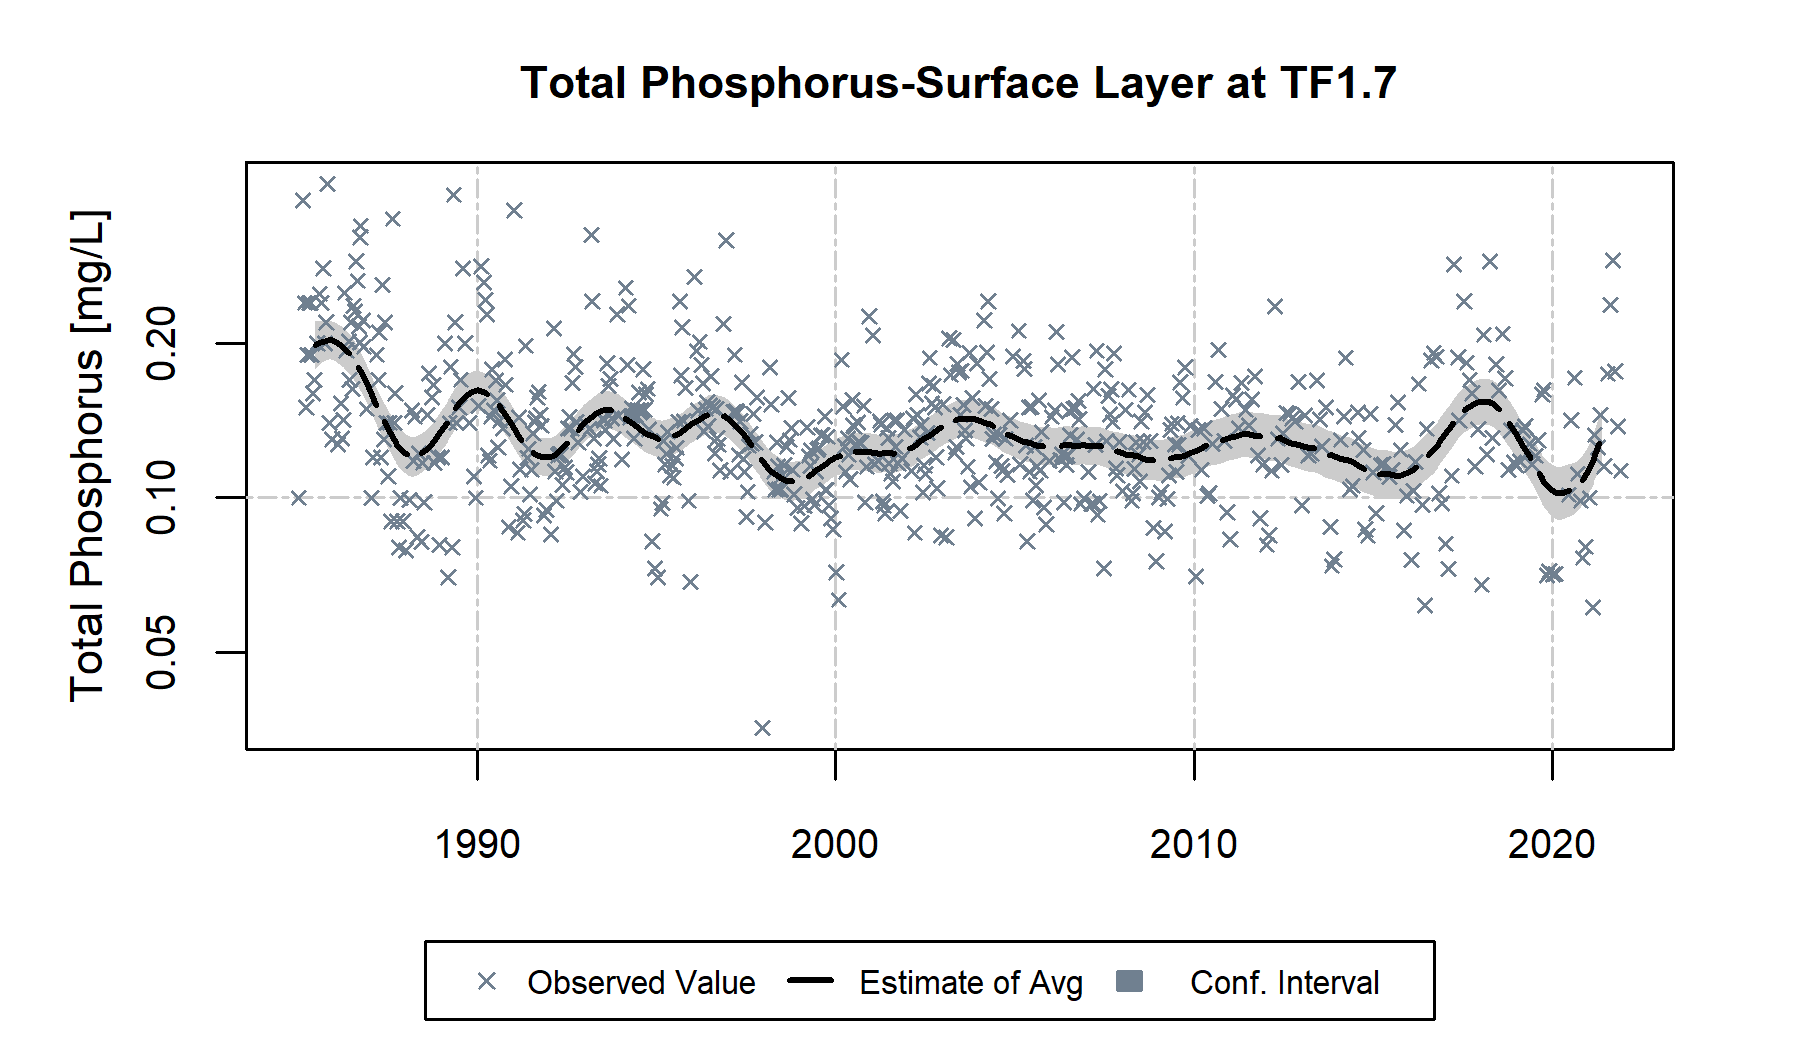 Total Phosphorus-Surface Layer at TF1.7
Total Phosphorus [mg/L]
0.20
0.10
0.05
1990 2000 2010 2020
Observed Value Estimate of Avg Conf. Interval